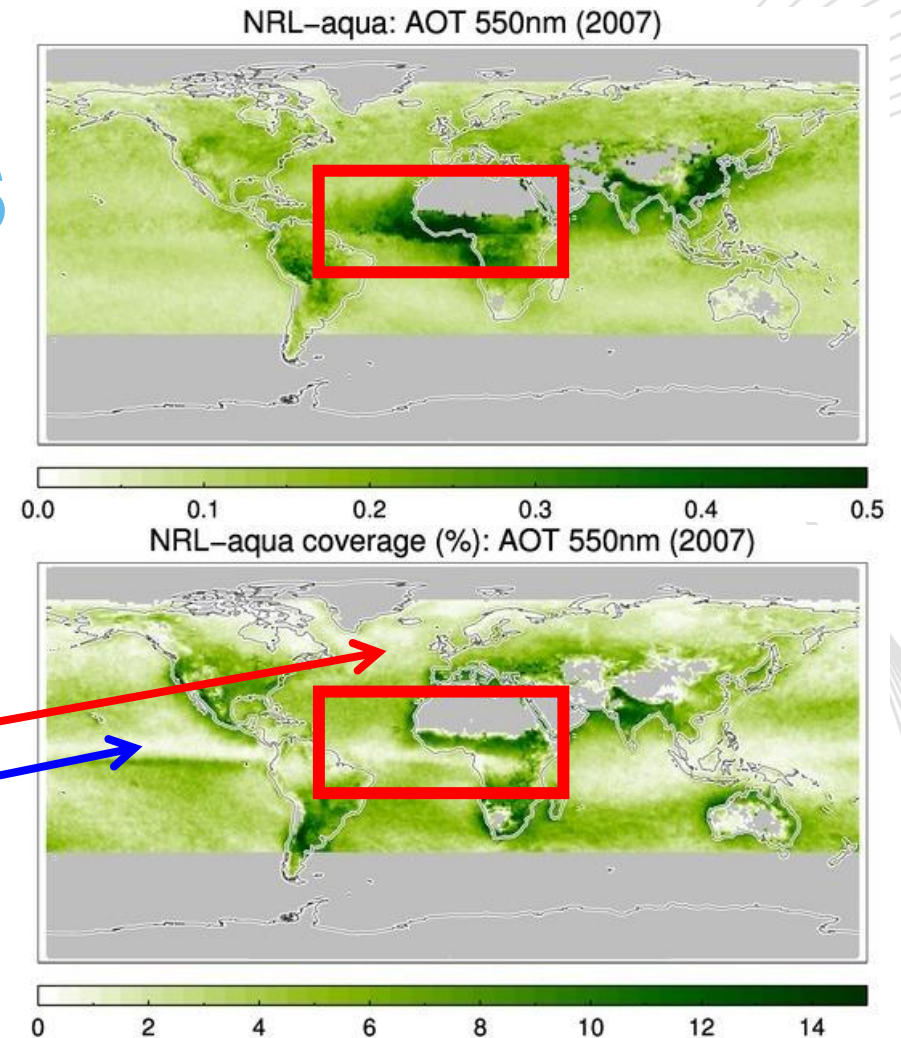 NRL–aqua: AOT 550nm (2007)
S
0.0 0.1 0.2 0.3 0.4 0.5
NRL–aqua coverage (%): AOT 550nm (2007)
0 2 4 6 8 10 12 14